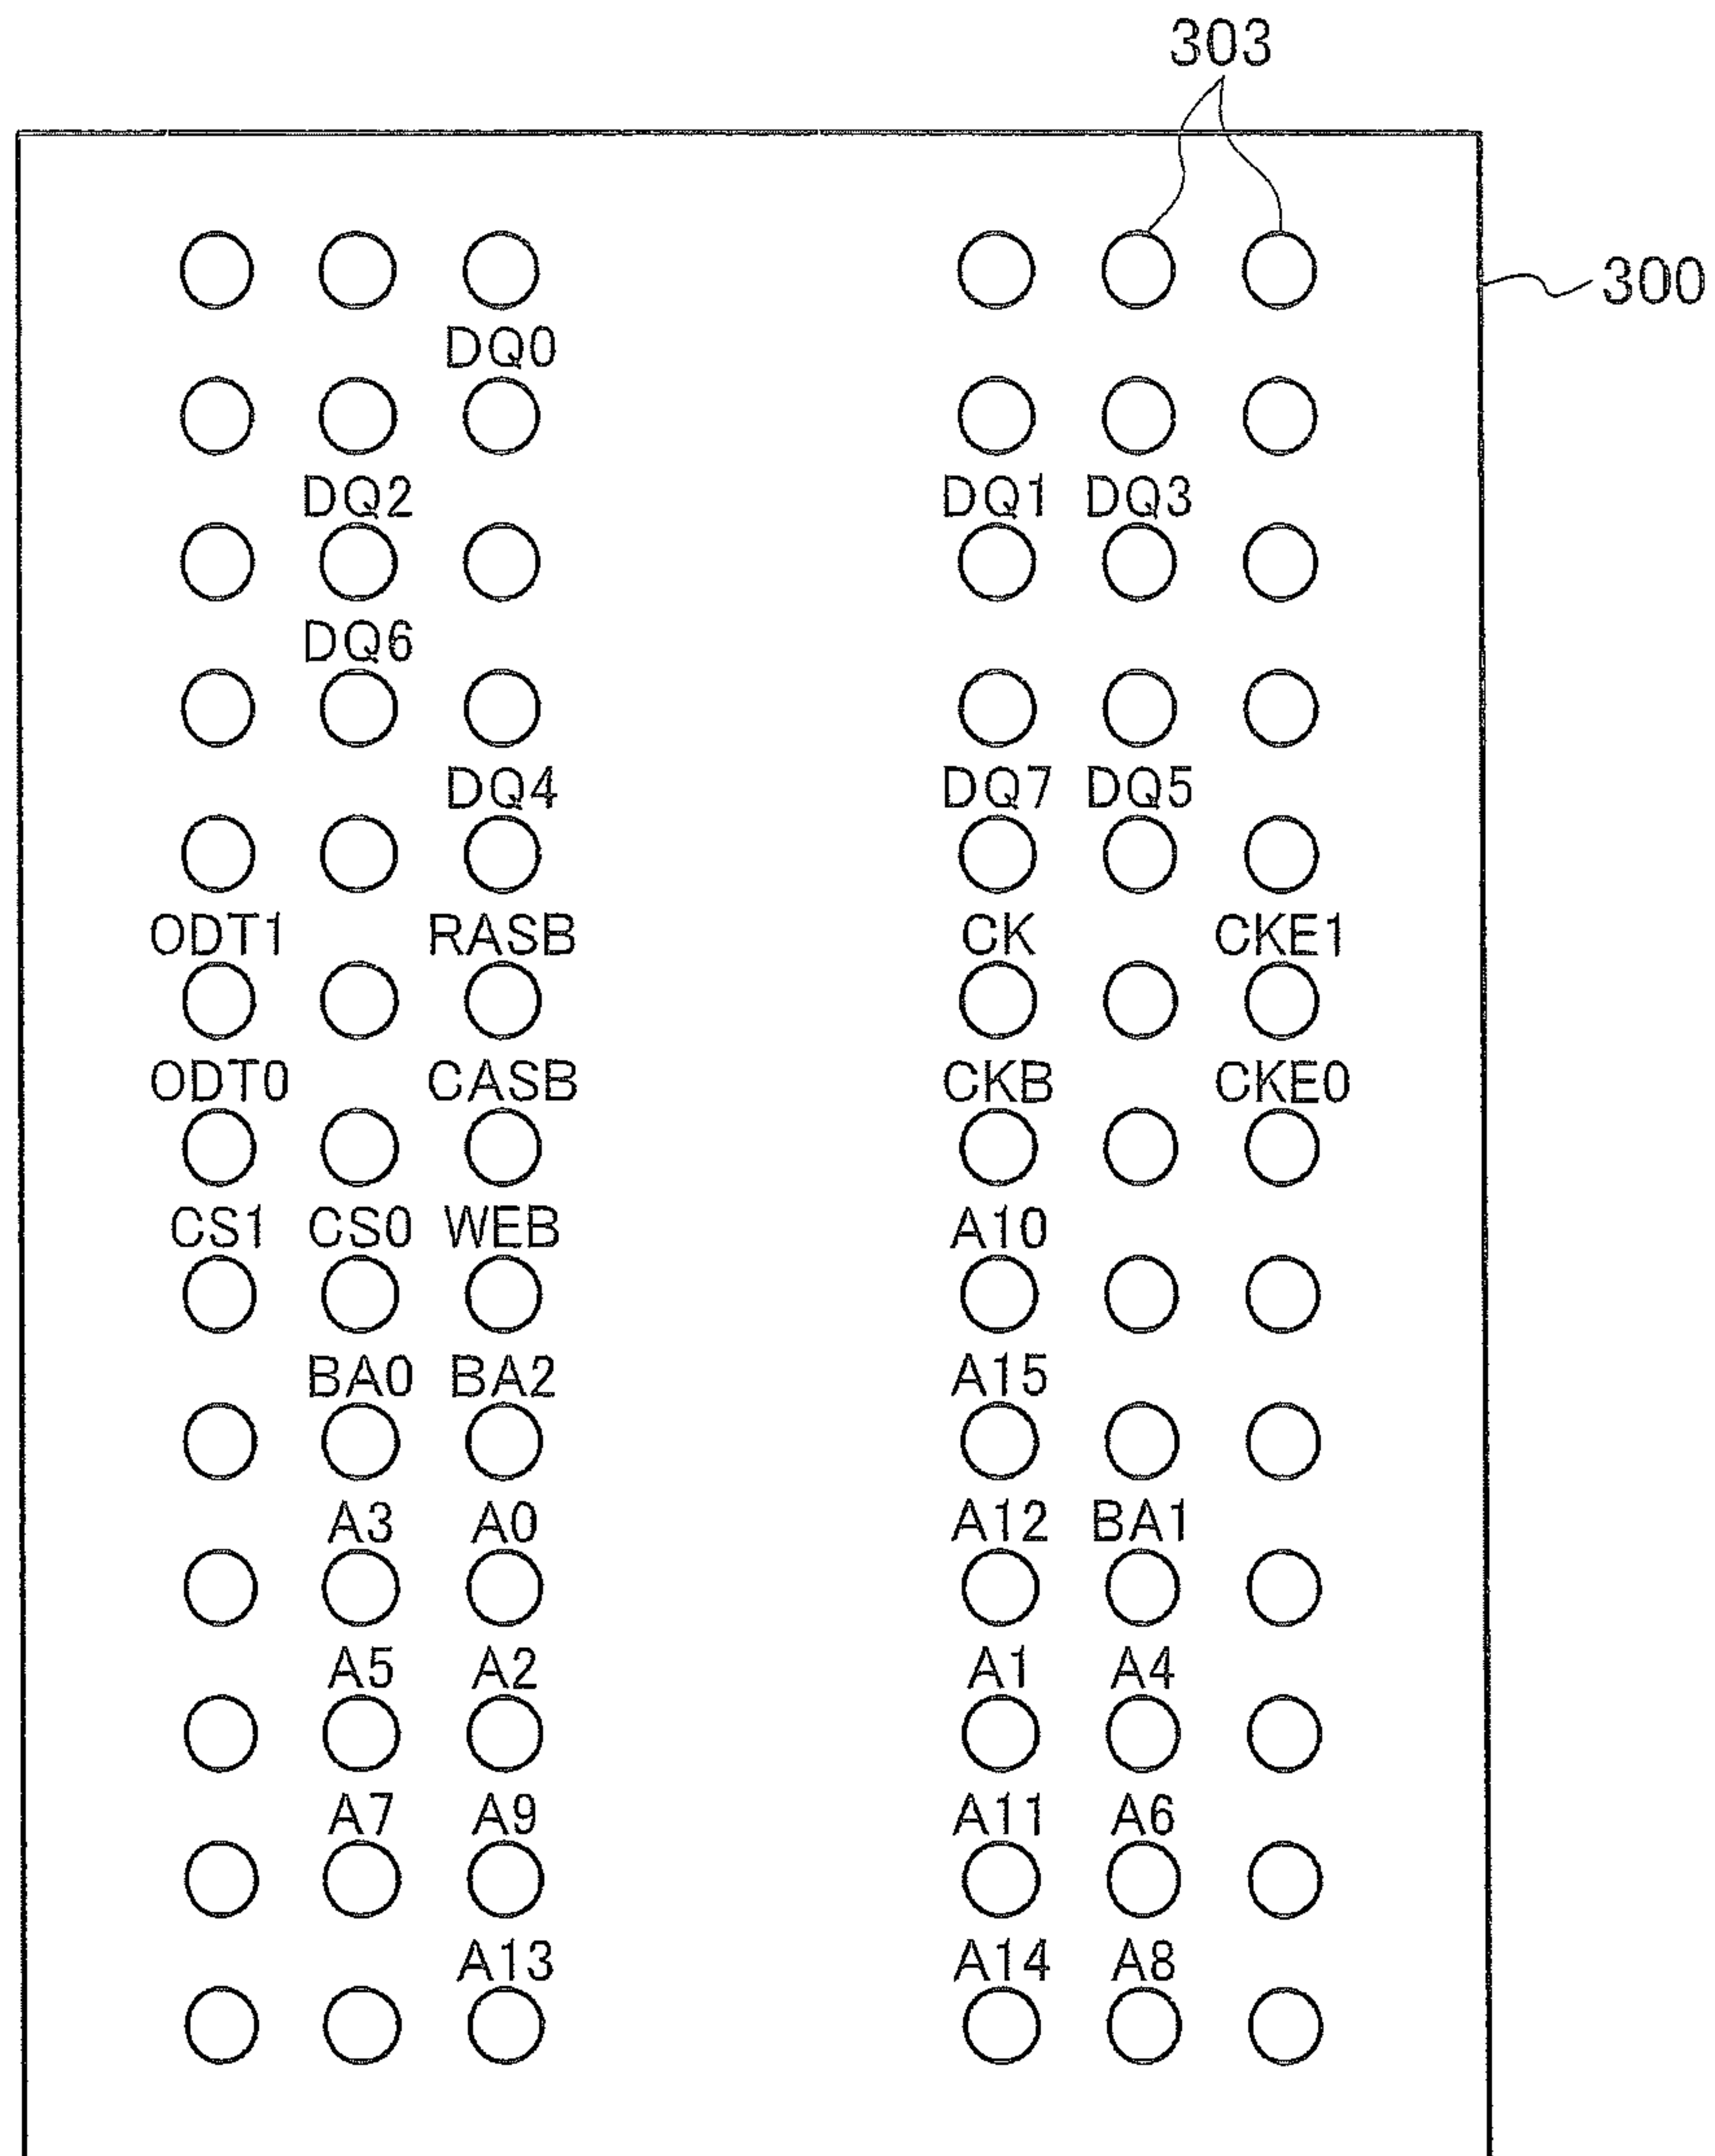 303
300
DQ0
DQ2 DQ1 DQ3
DQ6
DQ4 DQ7 DQ5
ODT1 RASB CK CKE1
ODT0 CASB CKB CKE0
CS1 CS0 WEB A10
BA0 BA2 A15
A3 A0 A12 BA1
A5 A2 A1 A4
A7 A9 A11 A6
A13 A14 A8